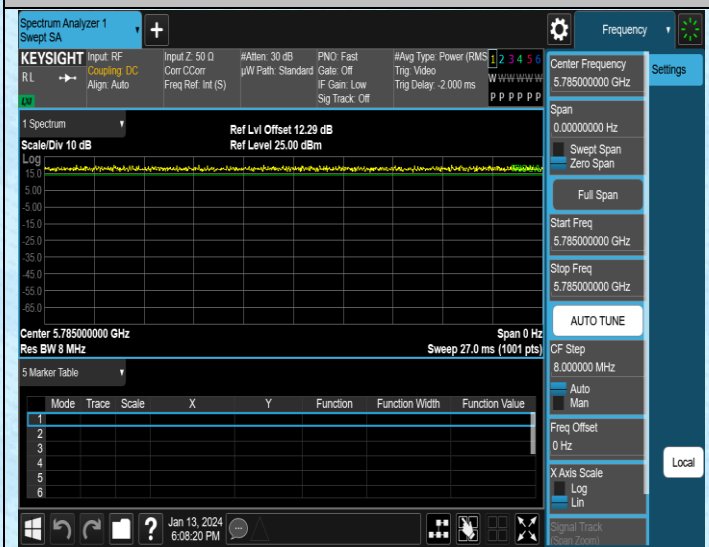 Spectrum Analyzer 1
Swept SA
+
Frequency
KEYSIGHT
RL
LXI
Input: RF
Coupling: DC
Align: Auto
Input Z: 50 Ω
Corr CCorr
Freq Ref: Int (S)
#Atten: 30 dB
µW Path: Standard
PNO: Fast
Gate: Off
IF Gain: Low
Sig Track: Off
#Avg Type: Power (RMS
Trig: Video
Trig Delay: -2.000 ms
1 2 3 4 5 6
W W W W W W
P P P P P P
1 Spectrum
Scale/Div 10 dB
Ref Lvl Offset 12.29 dB
Ref Level 25.00 dBm
Log
15.0
5.00
-5.00
-15.0
-25.0
-35.0
-45.0
-55.0
-65.0
Center 5.785000000 GHz
Span 0 Hz
Res BW 8 MHz
Sweep 27.0 ms (1001 pts)
5 Marker Table
Mode Trace Scale X Y Function Function Width Function Value
1
2
3
4
5
6
Jan 13, 2024
6:08:20 PM
Center Frequency
5.785000000 GHz
Span
0.00000000 Hz
Swept Span
Zero Span
Full Span
Start Freq
5.785000000 GHz
Stop Freq
5.785000000 GHz
AUTO TUNE
CF Step
8.000000 MHz
Auto
Man
Freq Offset
0 Hz
X Axis Scale
Log
Lin
Signal Track
(Span Zoom)
Settings
Local